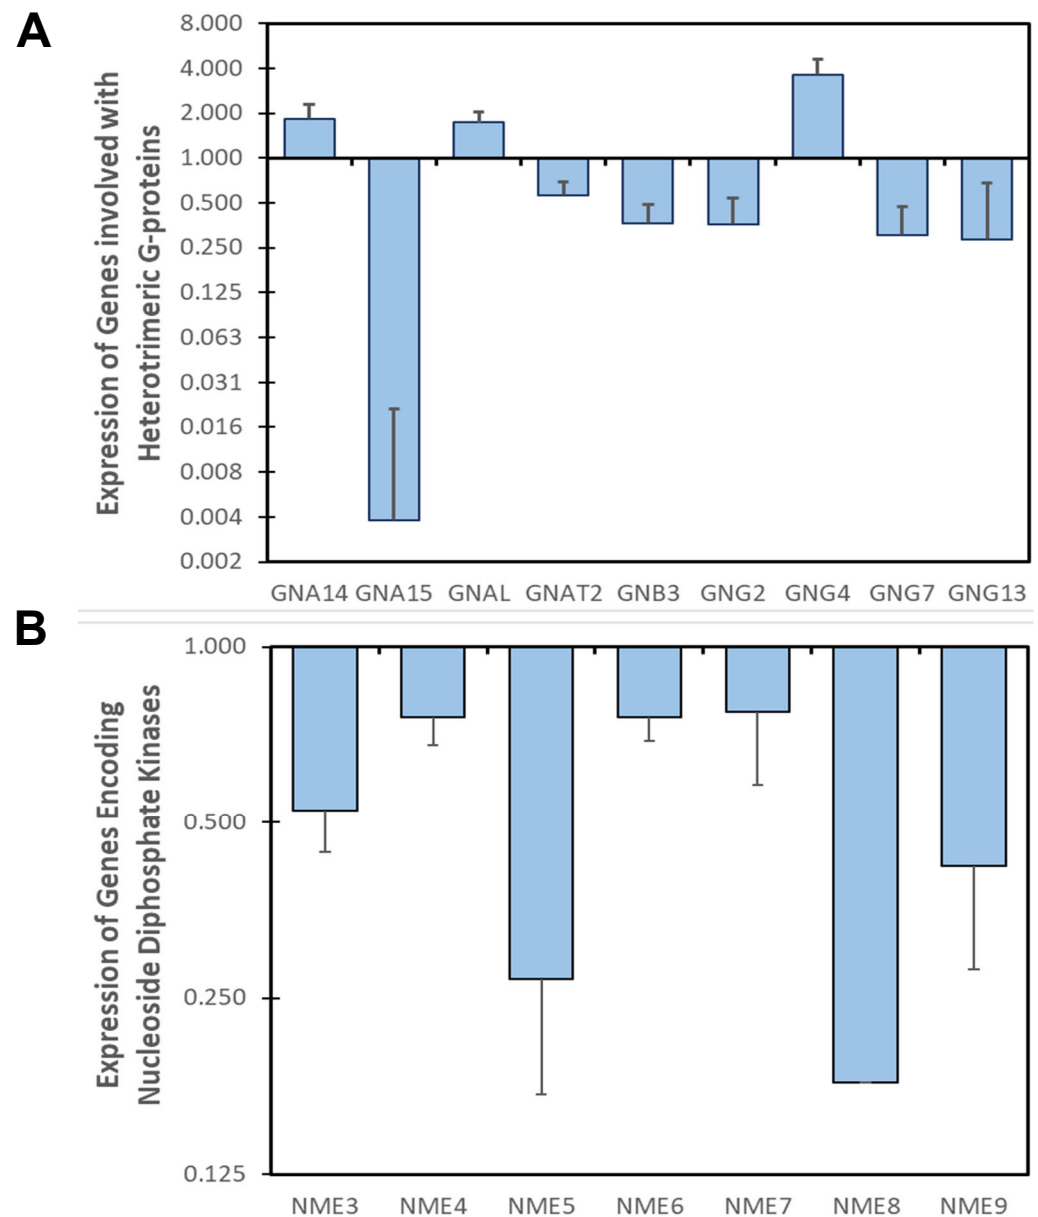 A
Expression of Genes involved with
Heterotrimeric G-proteins
8.000
4.000
2.000
1.000
0.500
0.250
0.125
0.063
0.031
0.016
0.008
0.004
0.002
GNA14 GNA15 GNAL GNAT2 GNB3 GNG2 GNG4 GNG7 GNG13
B
Expression of Genes Encoding
Nucleoside Diphosphate Kinases
1.000
0.500
0.250
0.125
NME3 NME4 NME5 NME6 NME7 NME8 NME9